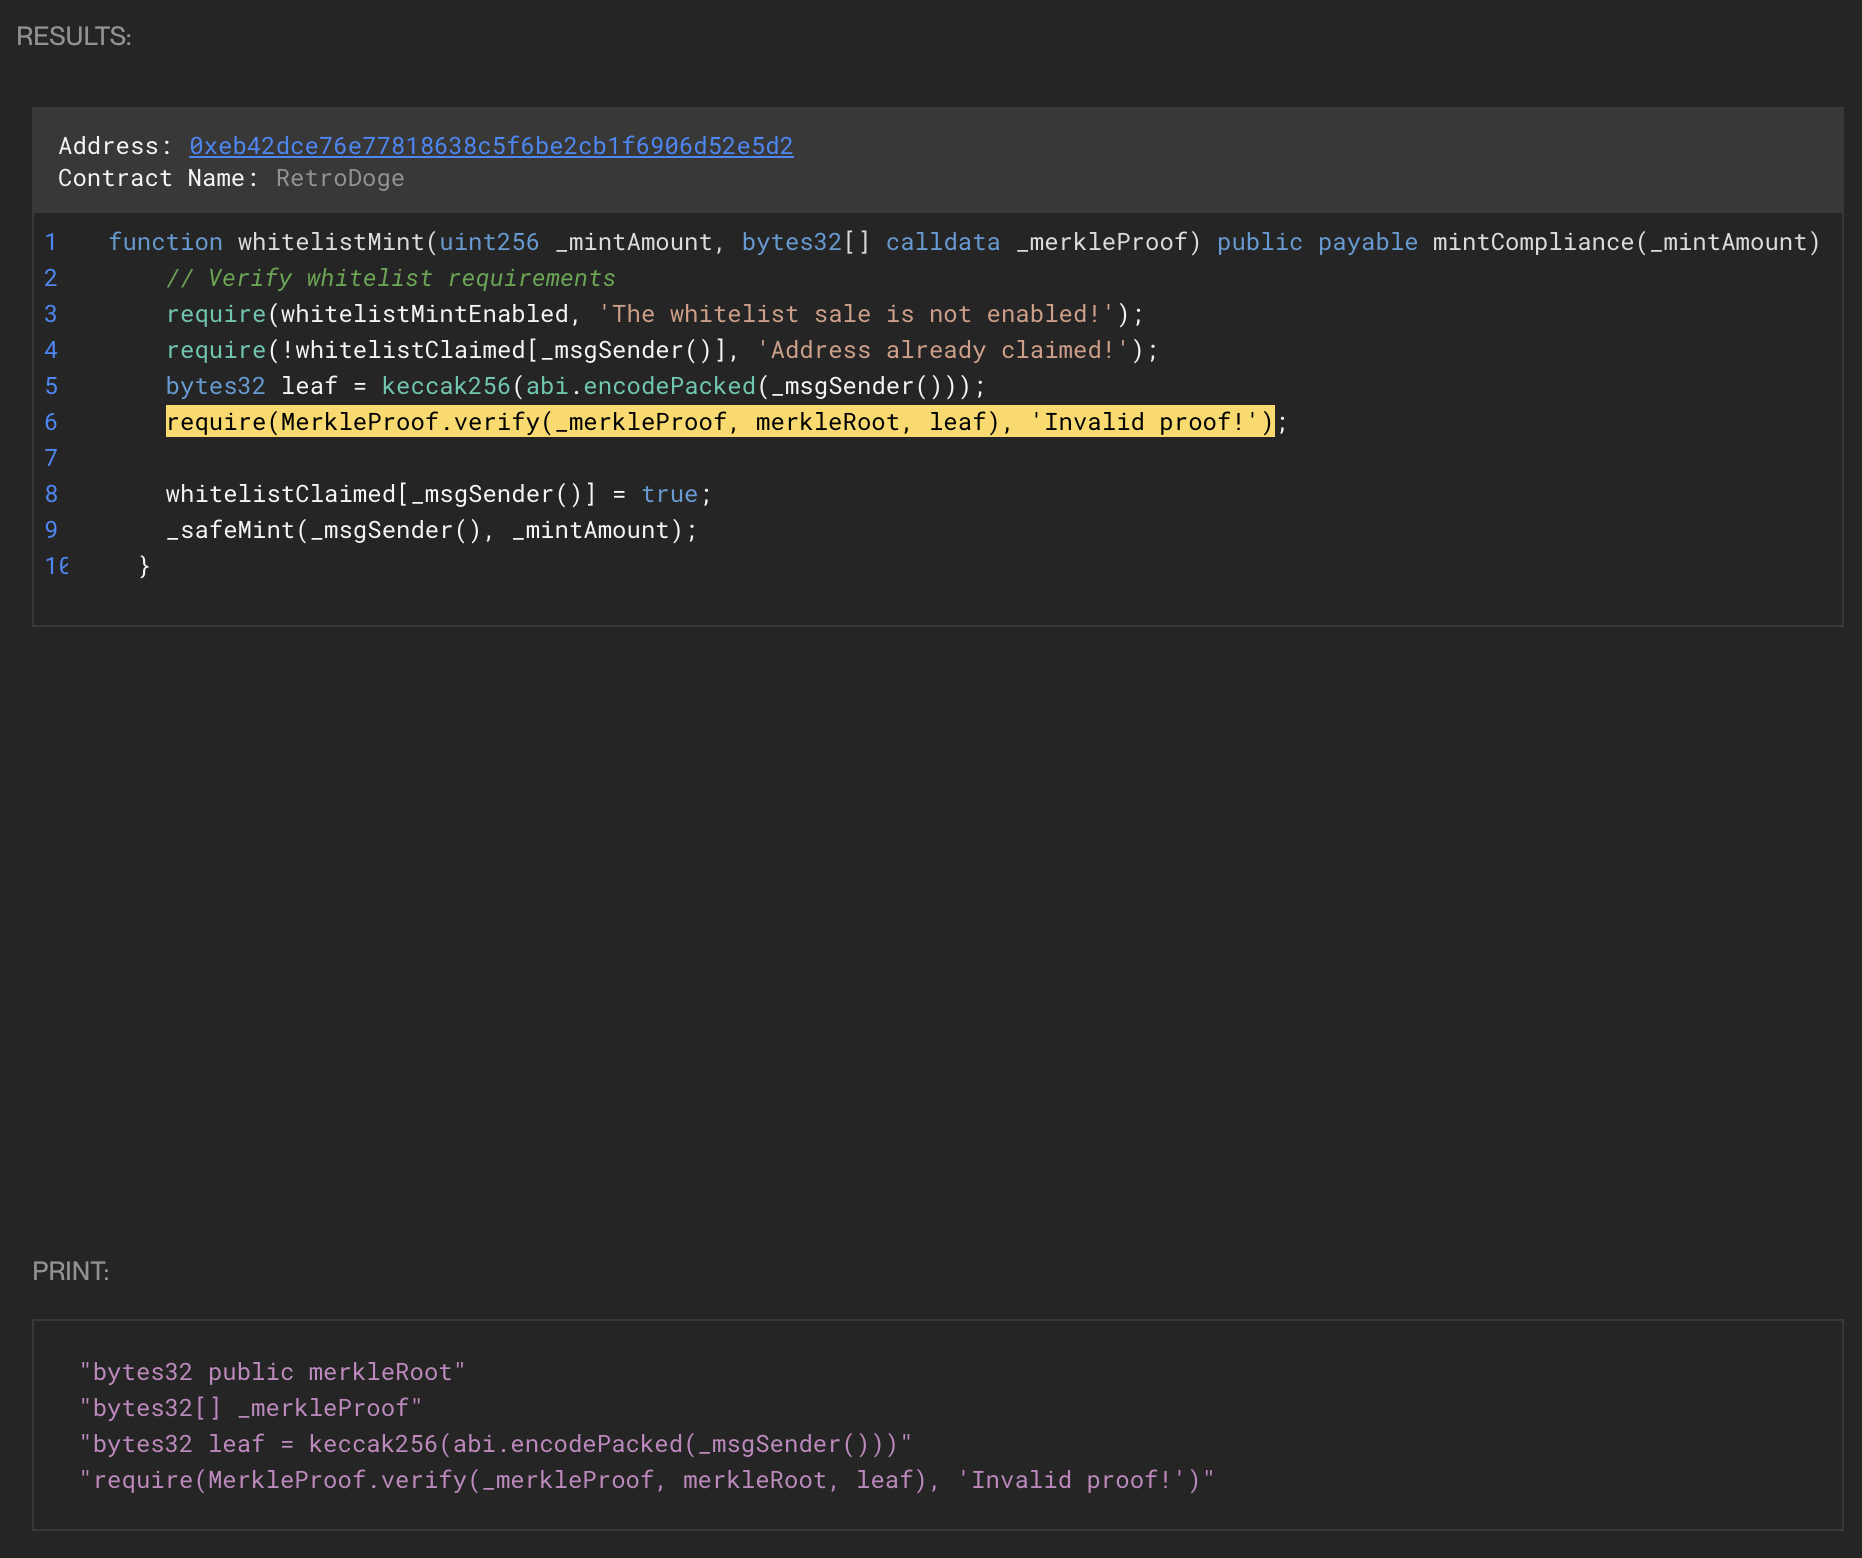 RESULTS:
Address: 0xeb42dce76e77818638c5f6be2cb1f6906d52e5d2
Contract Name: RetroDoge
1 function whitelistMint(uint256 _mintAmount, bytes32[] calldata _merkleProof) public payable mintCompliance(_mintAmount)
2 // Verify whitelist requirements
3 require(whitelistMintEnabled, 'The whitelist sale is not enabled!');
4 require(!whitelistClaimed[_msgSender()], 'Address already claimed!');
5 bytes32 leaf = keccak256(abi.encodePacked(_msgSender()));
6 require(MerkleProof.verify(_merkleProof, merkleRoot, leaf), 'Invalid proof!');
7
8 whitelistClaimed[_msgSender()] = true;
9 _safeMint(_msgSender(), _mintAmount);
10 }
PRINT:
"bytes32 public merkleRoot"
"bytes32[] _merkleProof"
"bytes32 leaf = keccak256(abi.encodePacked(_msgSender()))"
"require(MerkleProof.verify(_merkleProof, merkleRoot, leaf), 'Invalid proof!')"